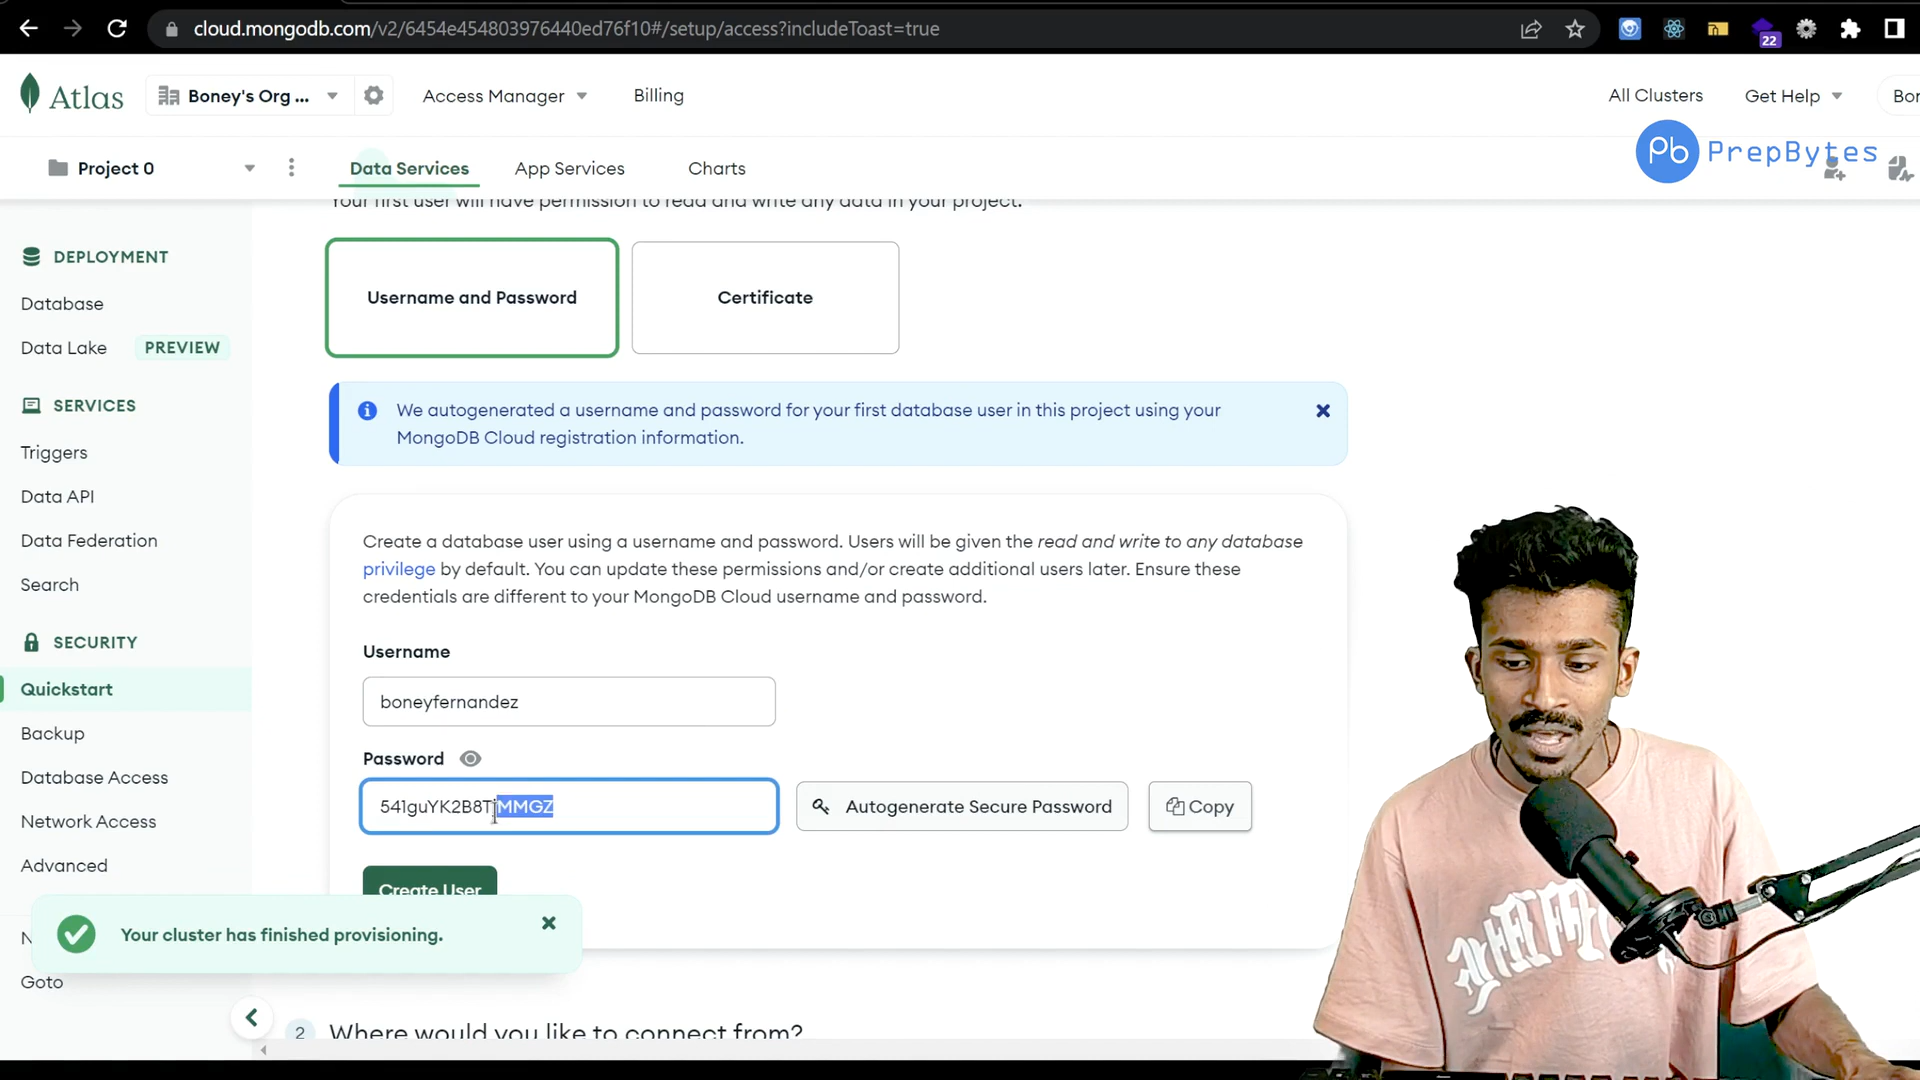 cloud.mongodb.com/v2/6454e454803976440ed76f10#/setup/access?includeToast=true
22
Atlas
Boney's Org ...
Access Manager
Billing
All Clusters
Get Help
Bor
Project 0
Data Services
App Services
Charts
Pb PrepBytes
Your first user will have permission to read and write any data in your project.
DEPLOYMENT
Database
Data Lake PREVIEW
SERVICES
Triggers
Data API
Data Federation
Search
SECURITY
Quickstart
Backup
Database Access
Network Access
Advanced
Goto
Username and Password
Certificate
We autogenerated a username and password for your first database user in this project using your
MongoDB Cloud registration information.
Create a database user using a username and password. Users will be given the read and write to any database
privilege by default. You can update these permissions and/or create additional users later. Ensure these
credentials are different to your MongoDB Cloud username and password.
Username
boneyfernandez
Password
Autogenerate Secure Password
Copy
Create User
Your cluster has finished provisioning.
2 Where would you like to connect from?